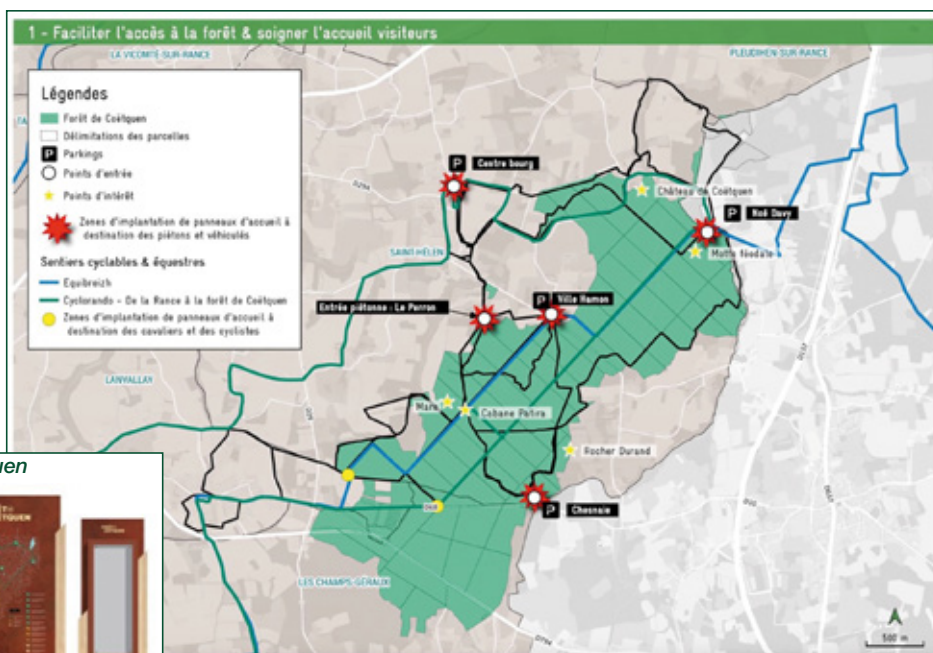 1 - Faciliter l'accès à la forêt & soigner l'accueil visiteurs
LA VICOMTÉ-SUR-RANCE
PLEUDIHEN-SUR-RANCE
Légendes
Forêt de Coëtquen
Délimitations des parcelles
P Parkings
Points d'entrée
Points d'intérêt
Zones d'implantation de panneaux d'accueil à
destination des piétons et véhiculés
Sentiers cyclables & équestres
Equibreizh
Cyclorando - De la Rance à la forêt de Coëtquen
Zones d'implantation de panneaux d'accueil à
destination des cavaliers et des cyclistes
P Centre bourg
Château de Coëtquen
P Noë Davy
Motte féodale
SAINT-HÉLEN
Entrée piétonne : Le Perron
P Ville Hamon
LANVALLAY
Mare
Cabane Patira
Rocher Durand
P Chesnaie
LES CHAMPS-GÉRAUX
D794
500 m